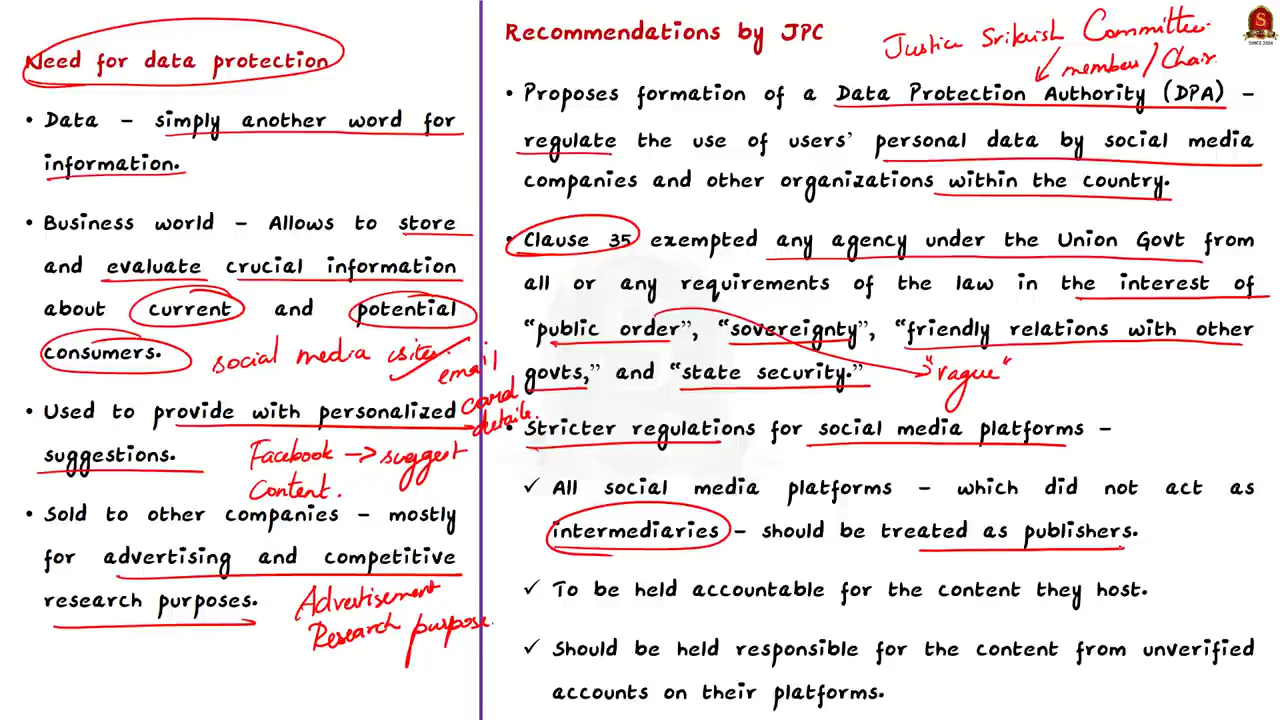 Need for data protection
• Data – simply another word for
information.
• Business world – Allows to store
and evaluate crucial information
about current and potential
consumers.
social media sites.
email
card
details.
• Used to provide with personalized
suggestions.
Facebook -> suggest
Content.
• Sold to other companies – mostly
for advertising and competitive
research purposes.
Advertisement
Research purpose.
Recommendations by JPC
Justice Srikrish Committee
members/Chair.
• Proposes formation of a Data Protection Authority (DPA) –
regulate the use of users' personal data by social media
companies and other organizations within the country.
• Clause 35 exempted any agency under the Union Govt from
all or any requirements of the law in the interest of
“public order”, “sovereignty”, “friendly relations with other
govts,” and “state security.”
"vague"
• Stricter regulations for social media platforms –
✓ All social media platforms – which did not act as
intermediaries – should be treated as publishers.
✓ To be held accountable for the content they host.
✓ Should be held responsible for the content from unverified
accounts on their platforms.
S
SINCE 2004